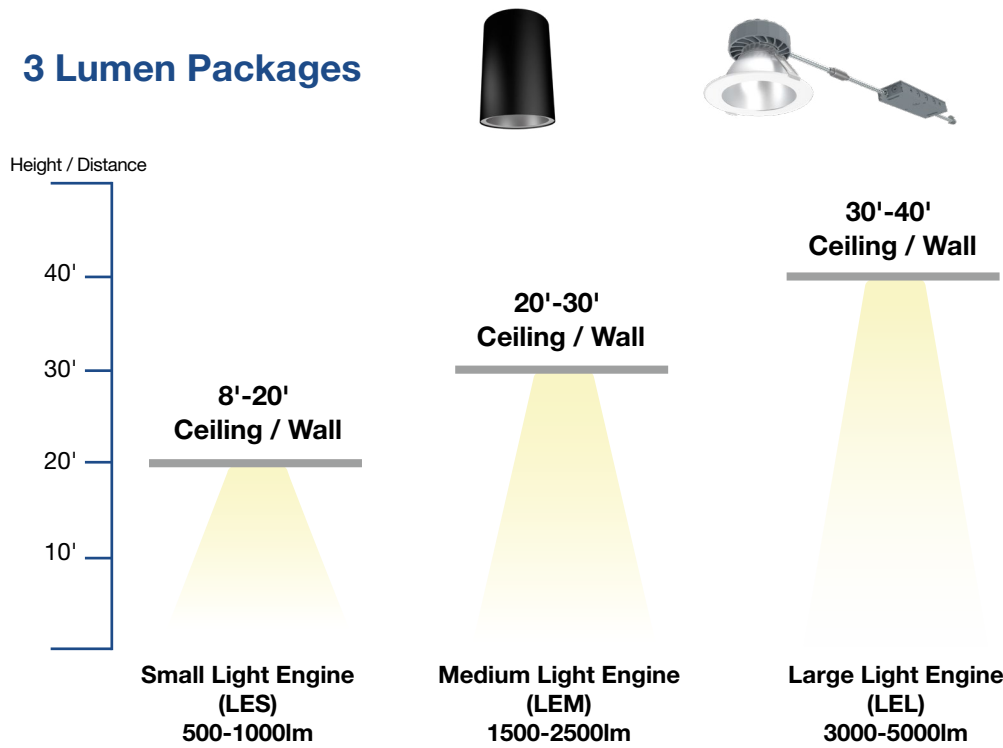 3 Lumen Packages
Height / Distance
40'
30'
20'
10'
8'-20'
Ceiling / Wall
20'-30'
Ceiling / Wall
30'-40'
Ceiling / Wall
Small Light Engine
(LES)
500-1000lm
Medium Light Engine
(LEM)
1500-2500lm
Large Light Engine
(LEL)
3000-5000lm